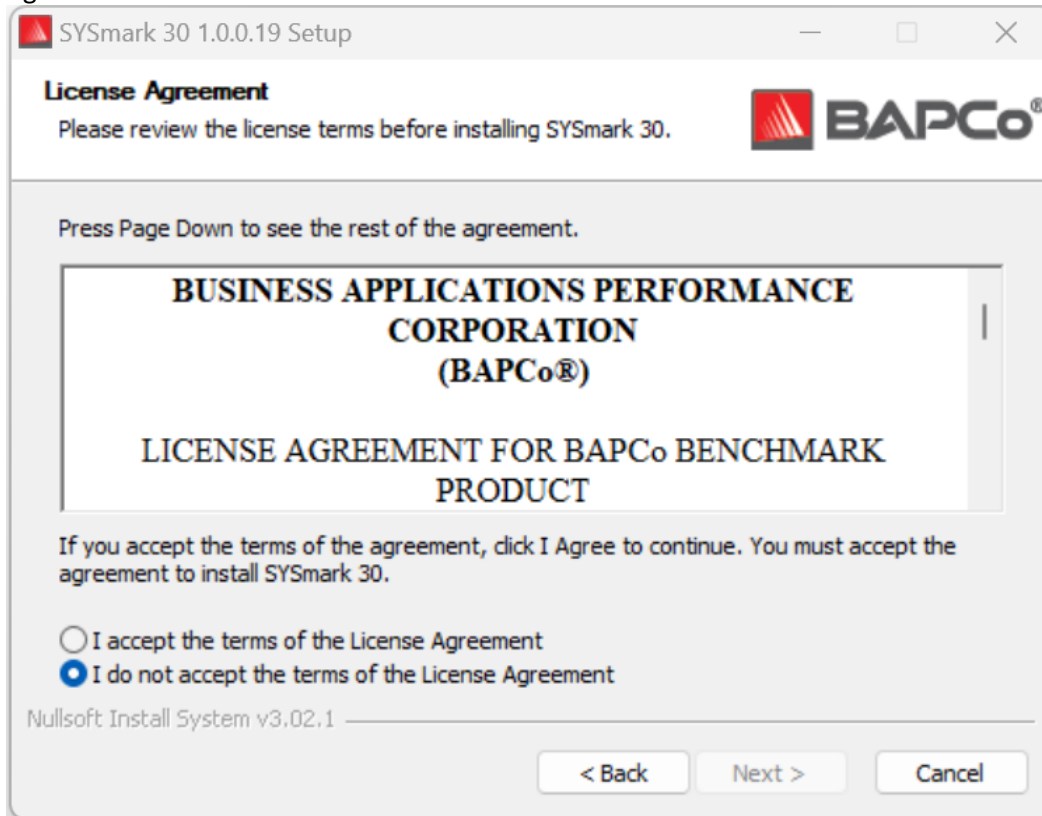 SYSmark 30 1.0.0.19 Setup
License Agreement
Please review the license terms before installing SYSmark 30.
BAPCo®
Press Page Down to see the rest of the agreement.
BUSINESS APPLICATIONS PERFORMANCE
CORPORATION
(BAPCo®)
LICENSE AGREEMENT FOR BAPCo BENCHMARK
PRODUCT
If you accept the terms of the agreement, click I Agree to continue. You must accept the
agreement to install SYSmark 30.
I accept the terms of the License Agreement
I do not accept the terms of the License Agreement
Nullsoft Install System v3.02.1
< Back
Next >
Cancel